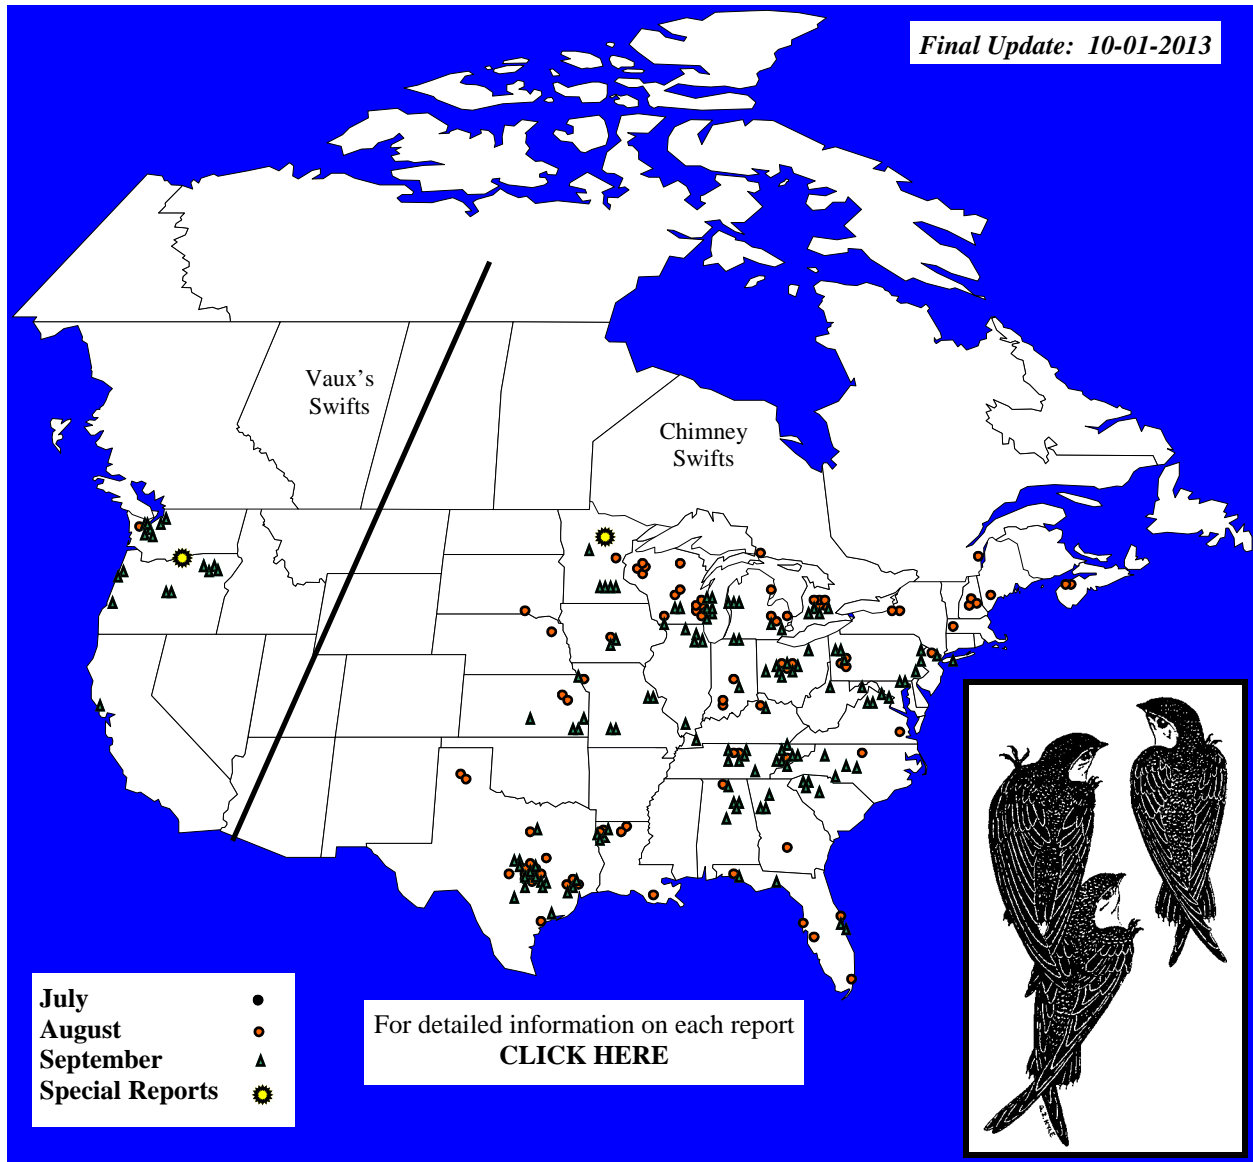 Final Update:  10-01-2013
Vaux's
Swifts
Chimney
Swifts
July
August
September
Special Reports
For detailed information on each report
CLICK HERE